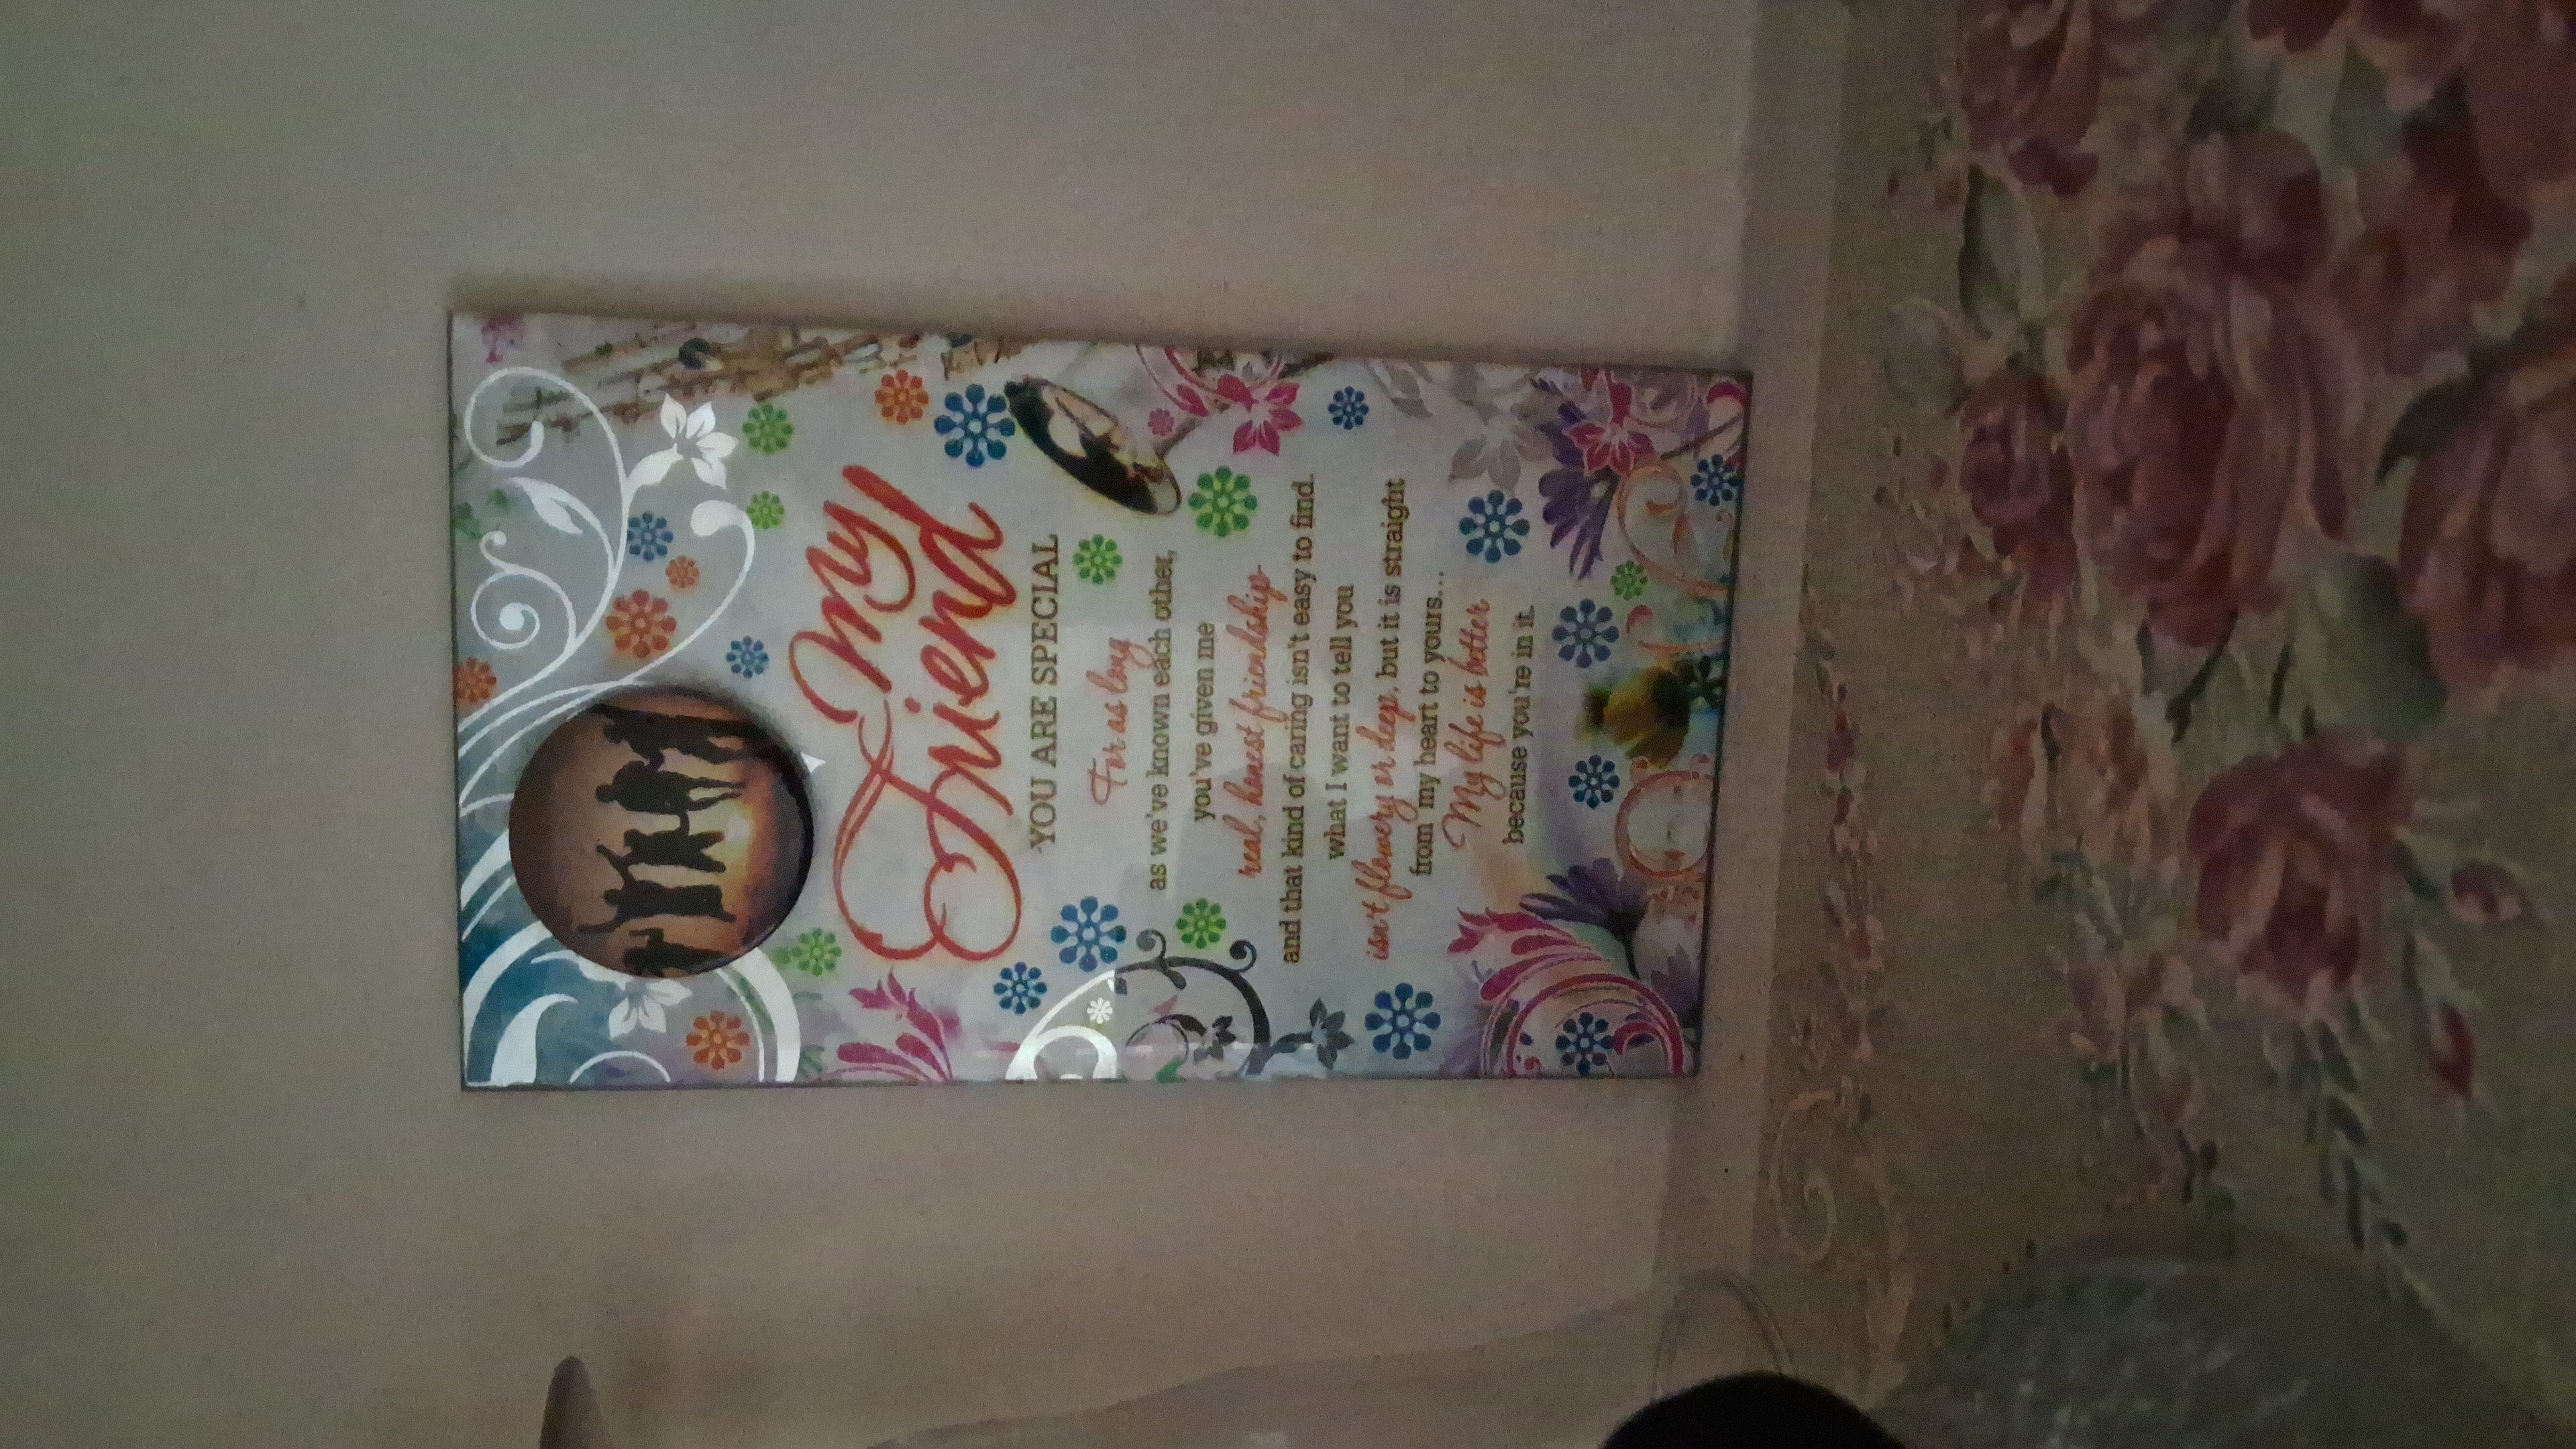 My
Friend
YOU ARE SPECIAL
For as long
as we've known each other,
you've given me
real, honest friendship-
and that kind of caring isn't easy to find.
what I want to tell you
isn't flowery or deep, but it is straight
from my heart to yours...
My life is better
because you're in it.